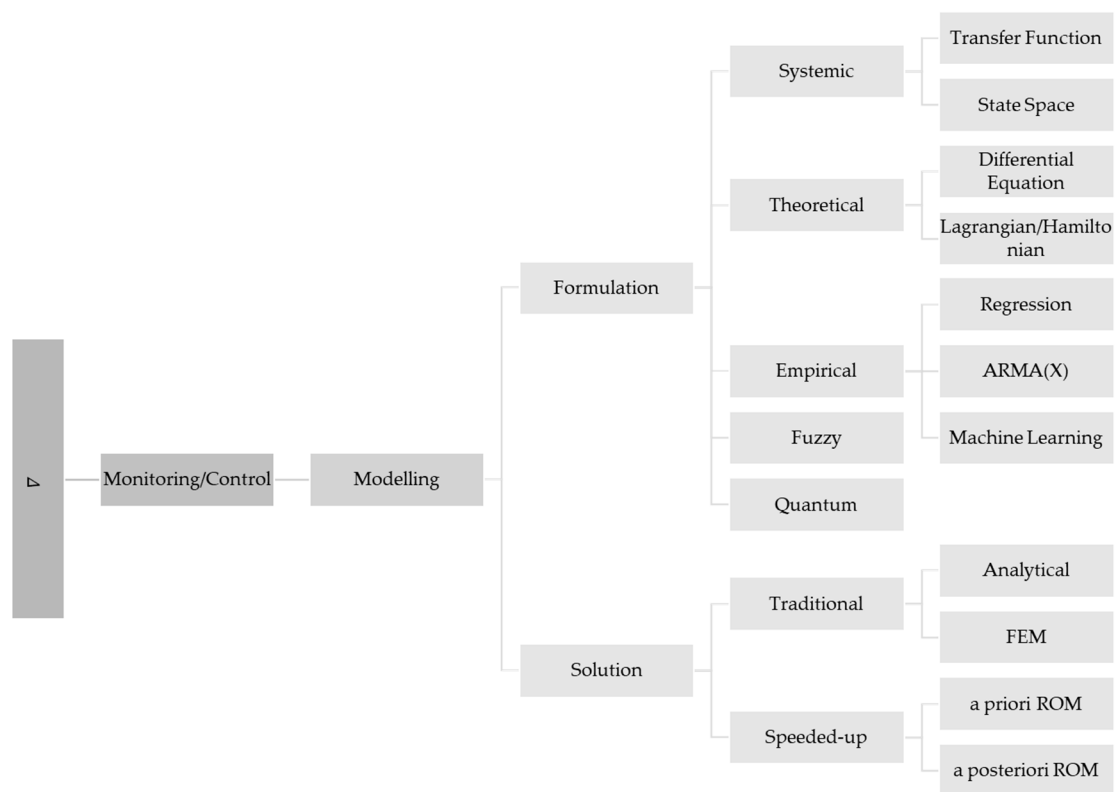 Transfer Function
Systemic
State Space
Differential
Equation
Theoretical
Lagrangian/Hamilto
nian
Formulation
Regression
Empirical
ARMA(X)
Fuzzy
Machine Learning
Monitoring/Control
Modelling
Quantum
Analytical
Traditional
FEM
Solution
a priori ROM
Speeded-up
a posteriori ROM